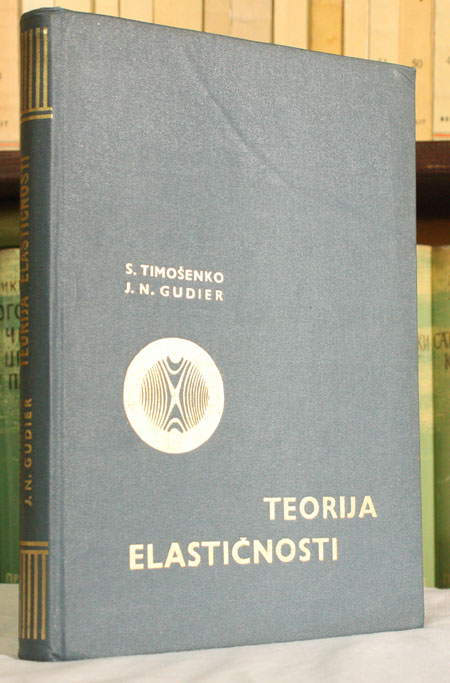 S. TIMOŠENKO
J. N. GUDIER
TEORIJA
ELASTIČNOSTI
J. N. GUDIER TEORIJA ELASTIČNOSTI